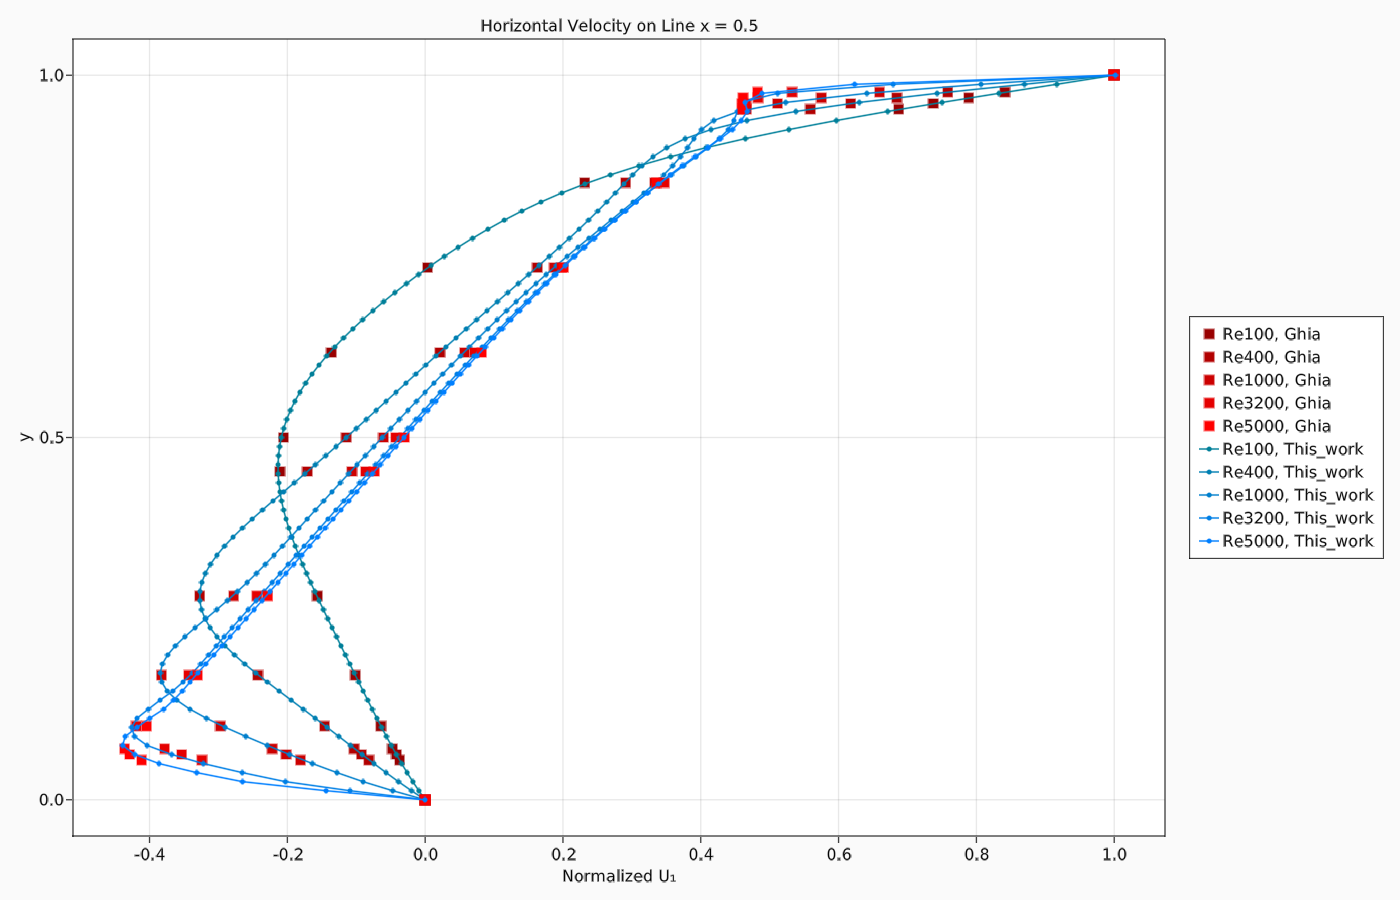 Horizontal Velocity on Line x = 0.5
1.0
0.5
0.0
y
-0.4
-0.2
0.0
0.2
0.4
0.6
0.8
1.0
Normalized U₁
Re100, Ghia
Re400, Ghia
Re1000, Ghia
Re3200, Ghia
Re5000, Ghia
Re100, This_work
Re400, This_work
Re1000, This_work
Re3200, This_work
Re5000, This_work